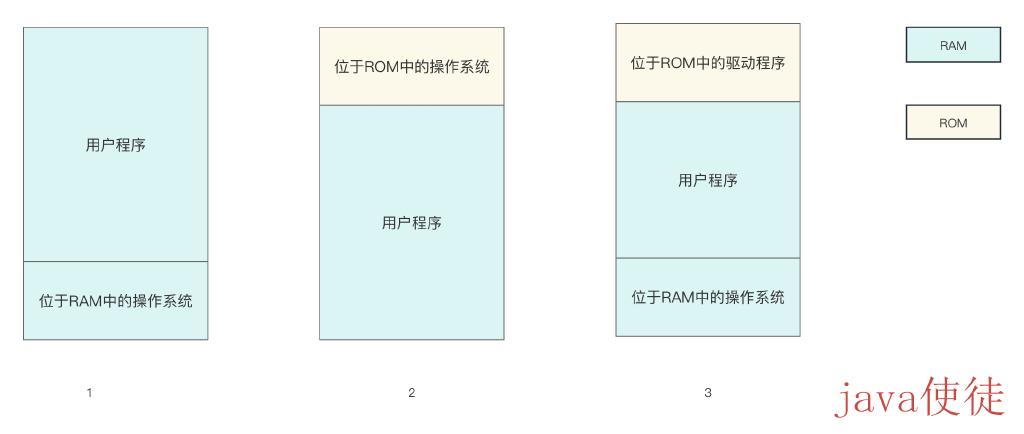 用户程序
位于RAM中的操作系统
1
位于ROM中的操作系统
用户程序
2
位于ROM中的驱动程序
用户程序
位于RAM中的操作系统
3
RAM
ROM
java使徒